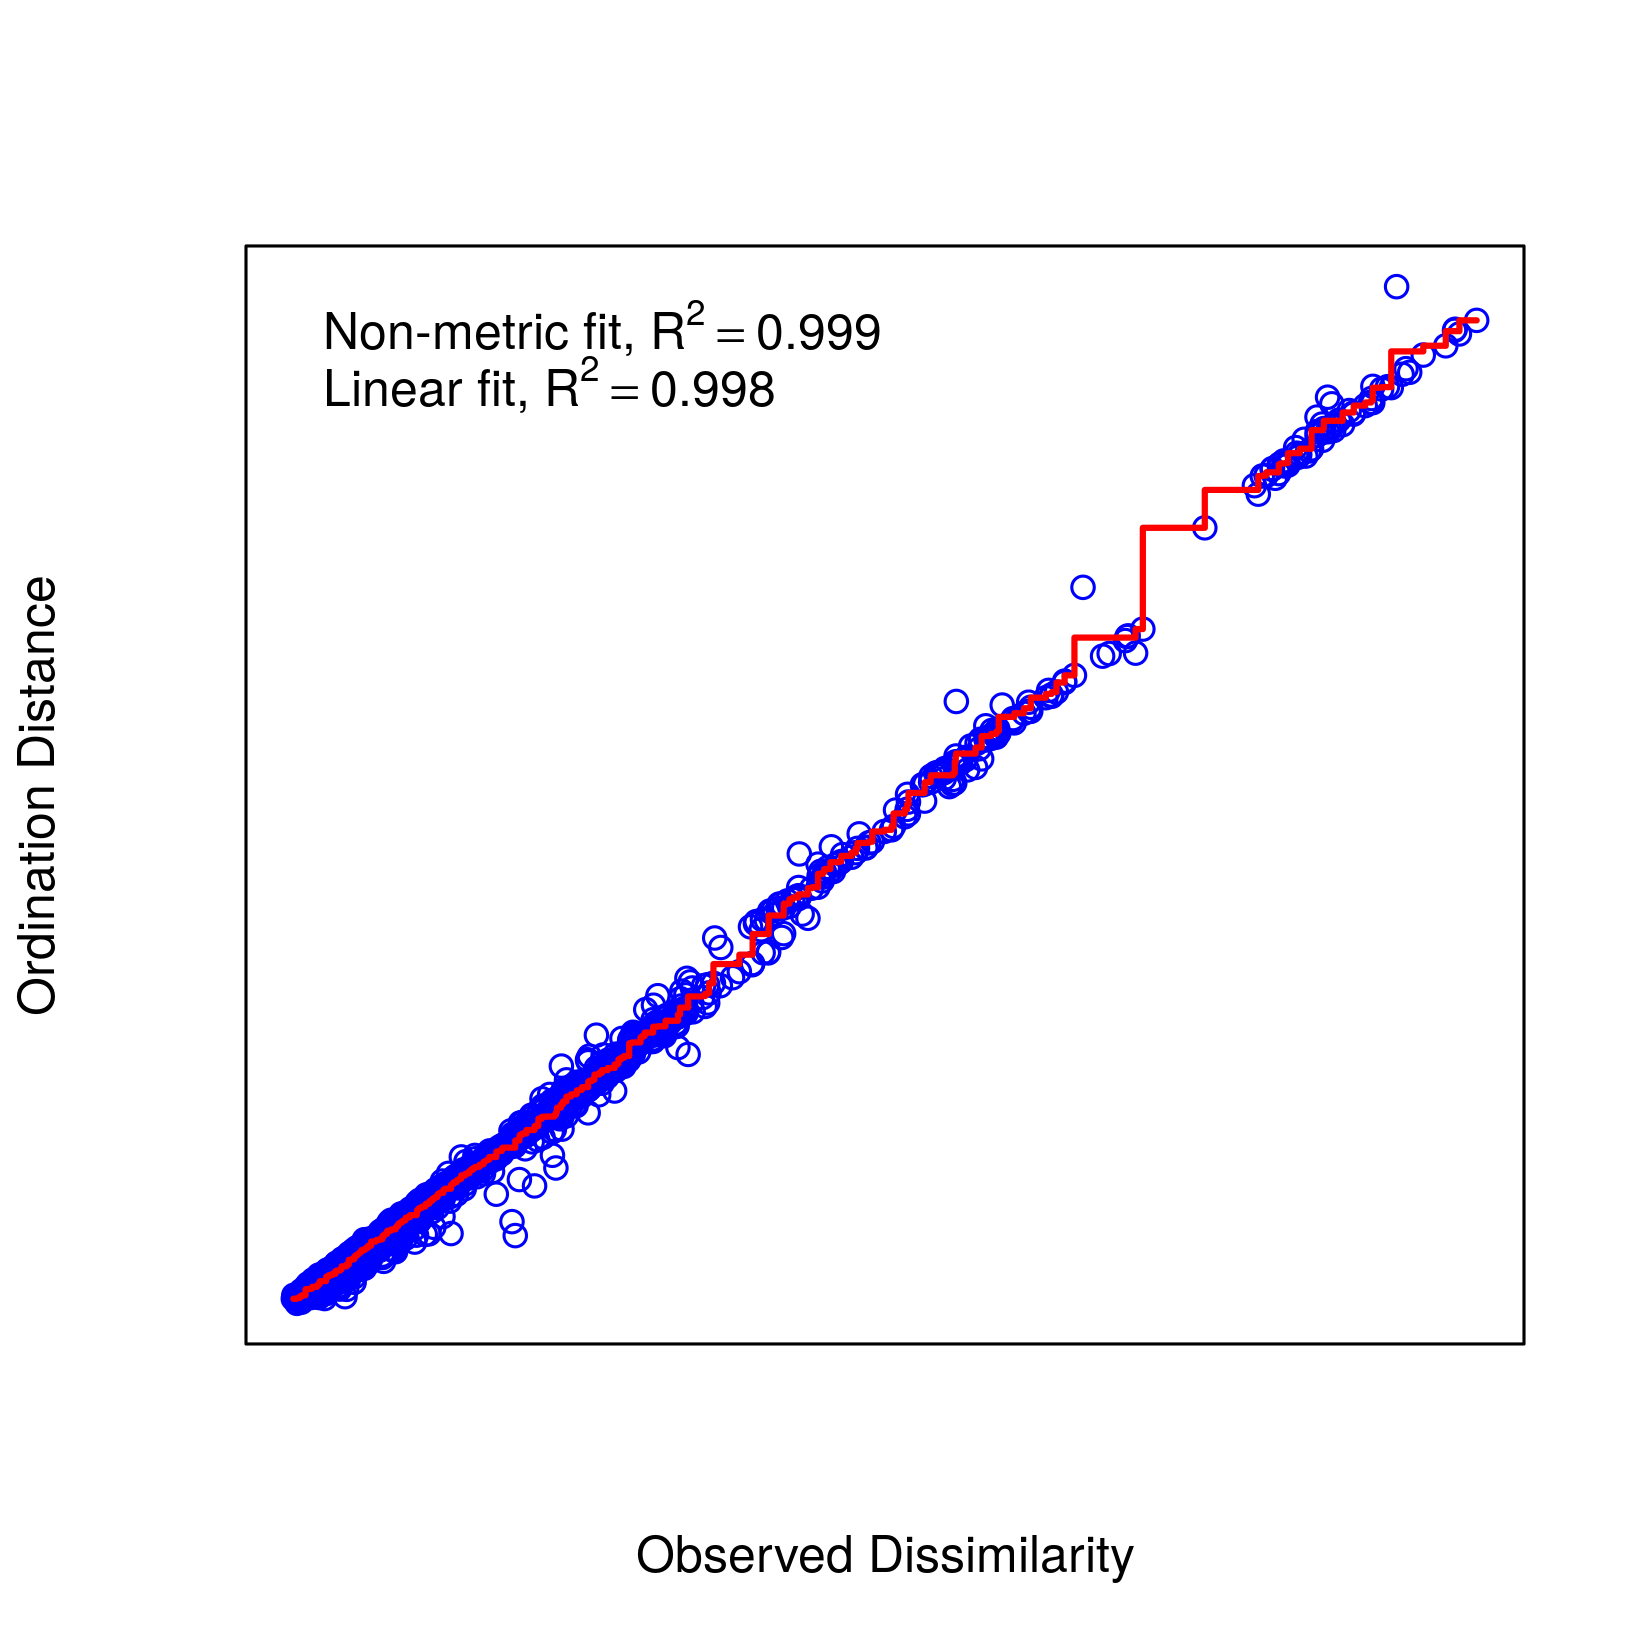 Non-metric fit, R² = 0.999
Linear fit, R² = 0.998
Ordination Distance
Observed Dissimilarity